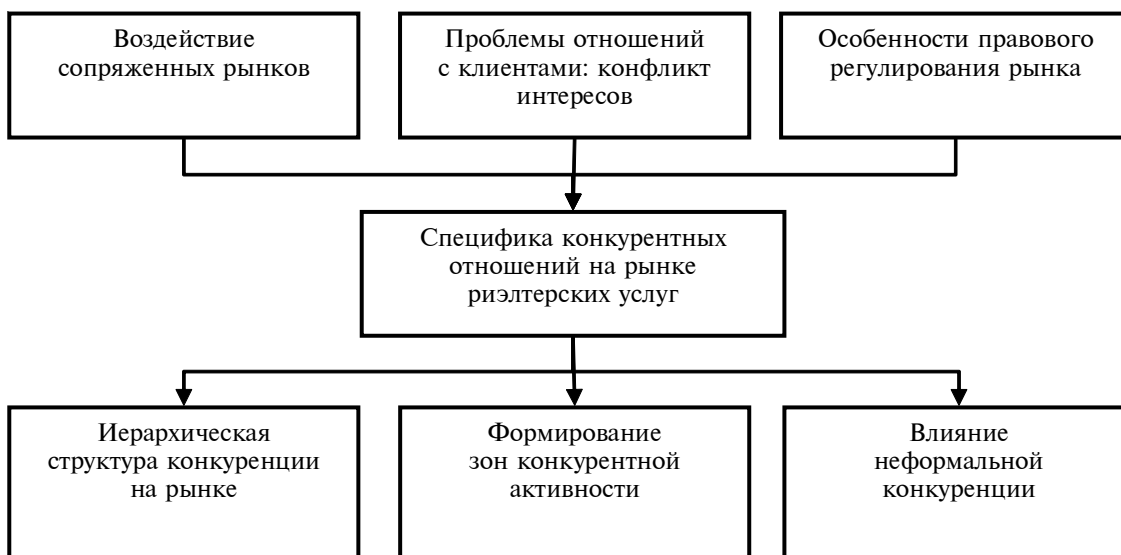 Воздействие
сопряженных рынков
Проблемы отношений
с клиентами: конфликт
интересов
Особенности правового
регулирования рынка
Специфика конкурентных
отношений на рынке
риэлтерских услуг
Иерархическая
структура конкуренции
на рынке
Формирование
зон конкурентной
активности
Влияние
неформальной
конкуренции